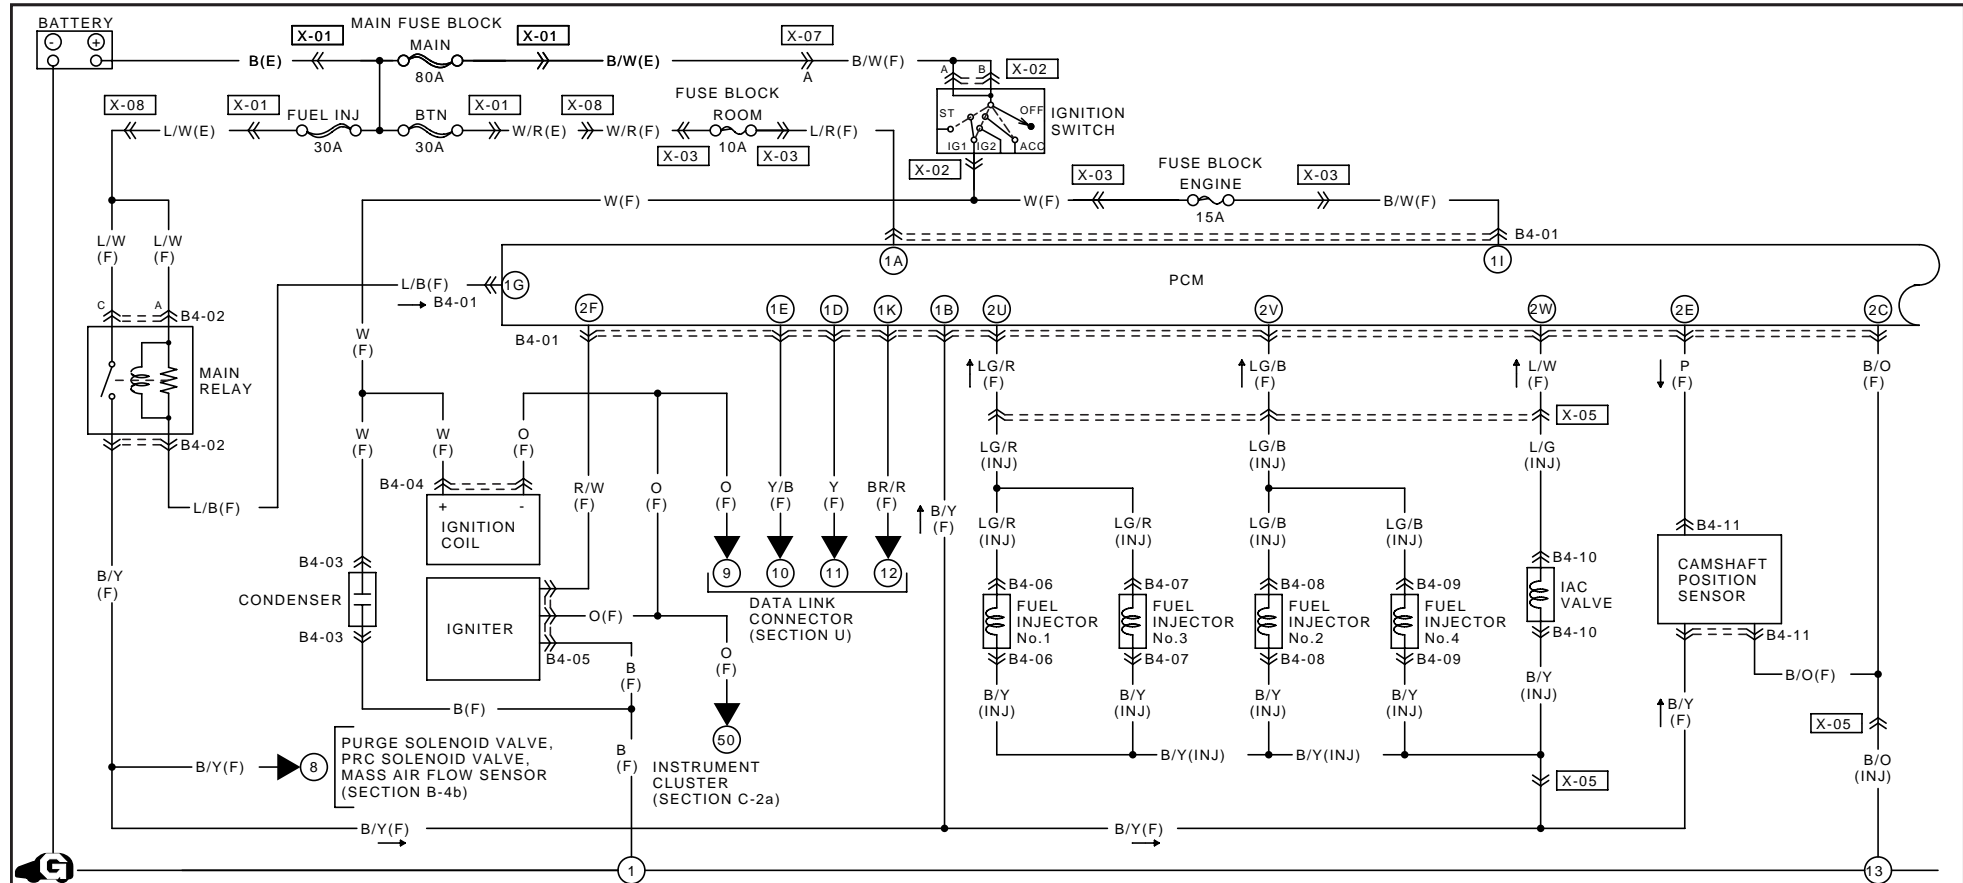 BATTERY
MAIN FUSE BLOCK
- +
X-01
MAIN
X-01
X-07
B(E)
80A
B/W(E)
A
B/W(F)
A B
X-02
X-08
X-01
FUEL INJ
BTN
X-01
X-08
FUSE BLOCK
ROOM
ST
OFF
IGNITION
SWITCH
L/W(E)
30A
30A
W/R(E)
W/R(F)
X-03
10A
X-03
L/R(F)
IG1 IG2 ACC
X-02
FUSE BLOCK
X-03
ENGINE
X-03
W(F)
W(F)
15A
B/W(F)
L/W
(F)
L/W
(F)
B4-01
1A
1I
PCM
L/B(F)
B4-01
1G
C A
B4-02
2F
1E
1D
1K
1B
2U
2V
2W
2E
2C
B4-01
W
(F)
MAIN
RELAY
LG/R
(F)
LG/B
(F)
L/W
(F)
P
(F)
B/O
(F)
X-05
B4-02
W
(F)
W
(F)
O
(F)
LG/R
(INJ)
LG/B
(INJ)
L/G
(INJ)
B4-04
L/B(F)
+ -
IGNITION
COIL
R/W
(F)
O
(F)
O
(F)
Y/B
(F)
Y
(F)
BR/R
(F)
B/Y
(F)
LG/R
(INJ)
LG/R
(INJ)
LG/B
(INJ)
LG/B
(INJ)
B4-11
B4-03
B/Y
(F)
CONDENSER
B4-03
9
10
11
12
DATA LINK
CONNECTOR
(SECTION U)
IGNITER
O(F)
B4-05
B4-06
FUEL
INJECTOR
No.1
B4-06
B4-07
FUEL
INJECTOR
No.3
B4-07
B4-08
FUEL
INJECTOR
No.2
B4-08
B4-09
FUEL
INJECTOR
No.4
B4-09
B4-10
IAC
VALVE
B4-10
CAMSHAFT
POSITION
SENSOR
B4-11
B
(F)
O
(F)
B/O(F)
B/Y
(INJ)
B/Y
(INJ)
B/Y
(INJ)
B/Y
(INJ)
B/Y
(INJ)
B/Y
(F)
X-05
B(F)
50
INSTRUMENT
CLUSTER
(SECTION C-2a)
B
(F)
B/Y(F)
8
PURGE SOLENOID VALVE,
PRC SOLENOID VALVE,
MASS AIR FLOW SENSOR
(SECTION B-4b)
B/Y(INJ)
B/Y(INJ)
X-05
B/O
(INJ)
B/Y(F)
B/Y(F)
G
1
13